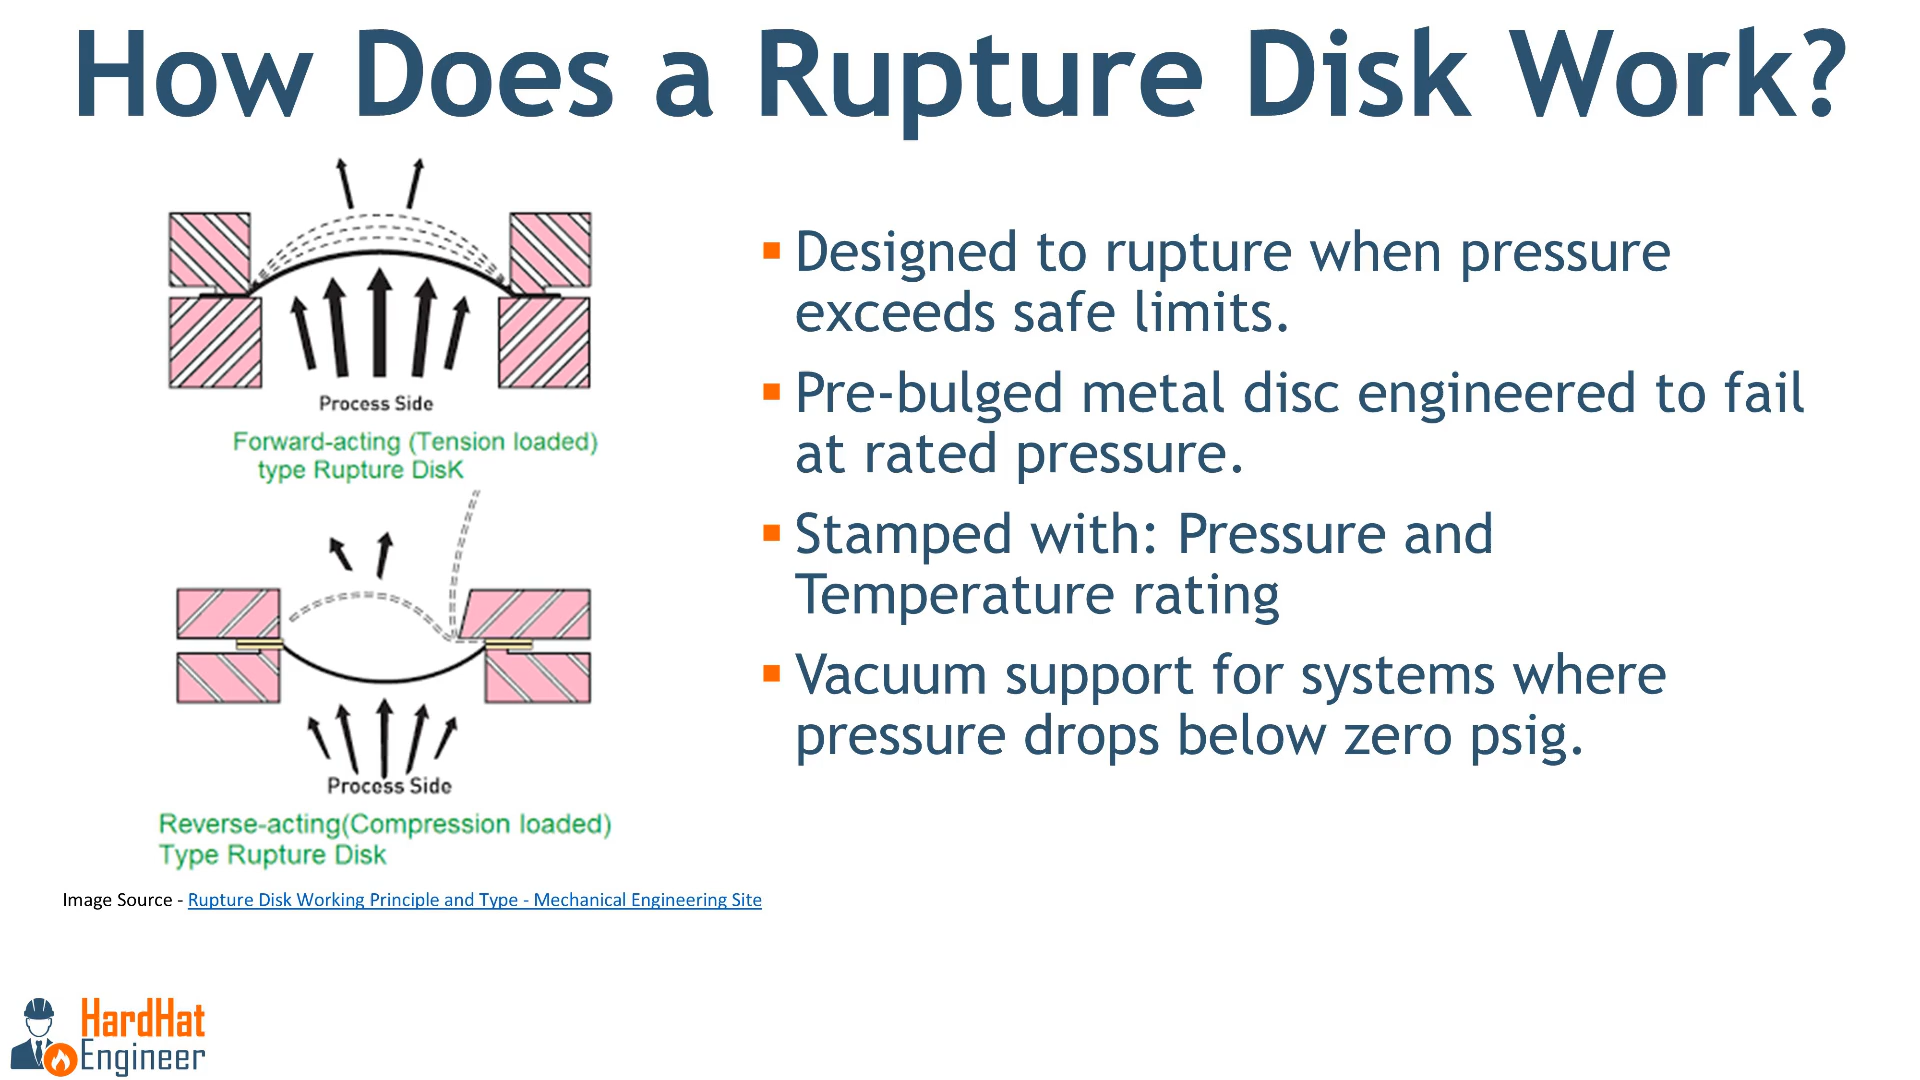 How Does a Rupture Disk Work?
Process Side
Forward-acting (Tension loaded)
type Rupture DisK
Process Side
Reverse-acting(Compression loaded)
Type Rupture Disk
Image Source - Rupture Disk Working Principle and Type - Mechanical Engineering Site
Designed to rupture when pressure
exceeds safe limits.
Pre-bulged metal disc engineered to fail
at rated pressure.
Stamped with: Pressure and
Temperature rating
Vacuum support for systems where
pressure drops below zero psig.
HardHat
Engineer